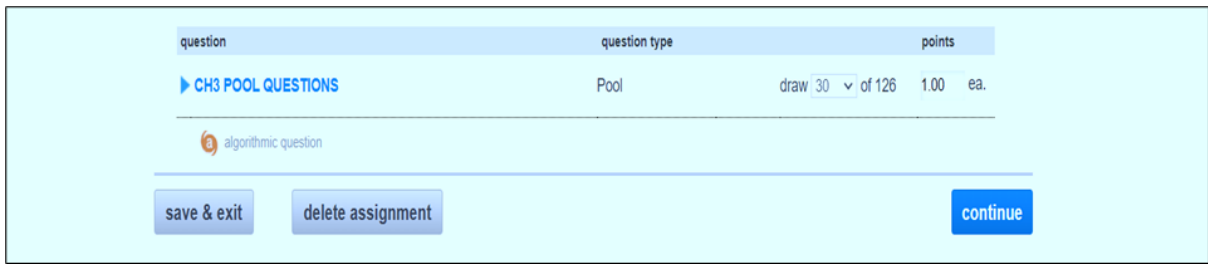 question question type points
CH3 POOL QUESTIONS Pool draw 30 of 126 1.00 ea.
a algorithmic question
save & exit delete assignment continue